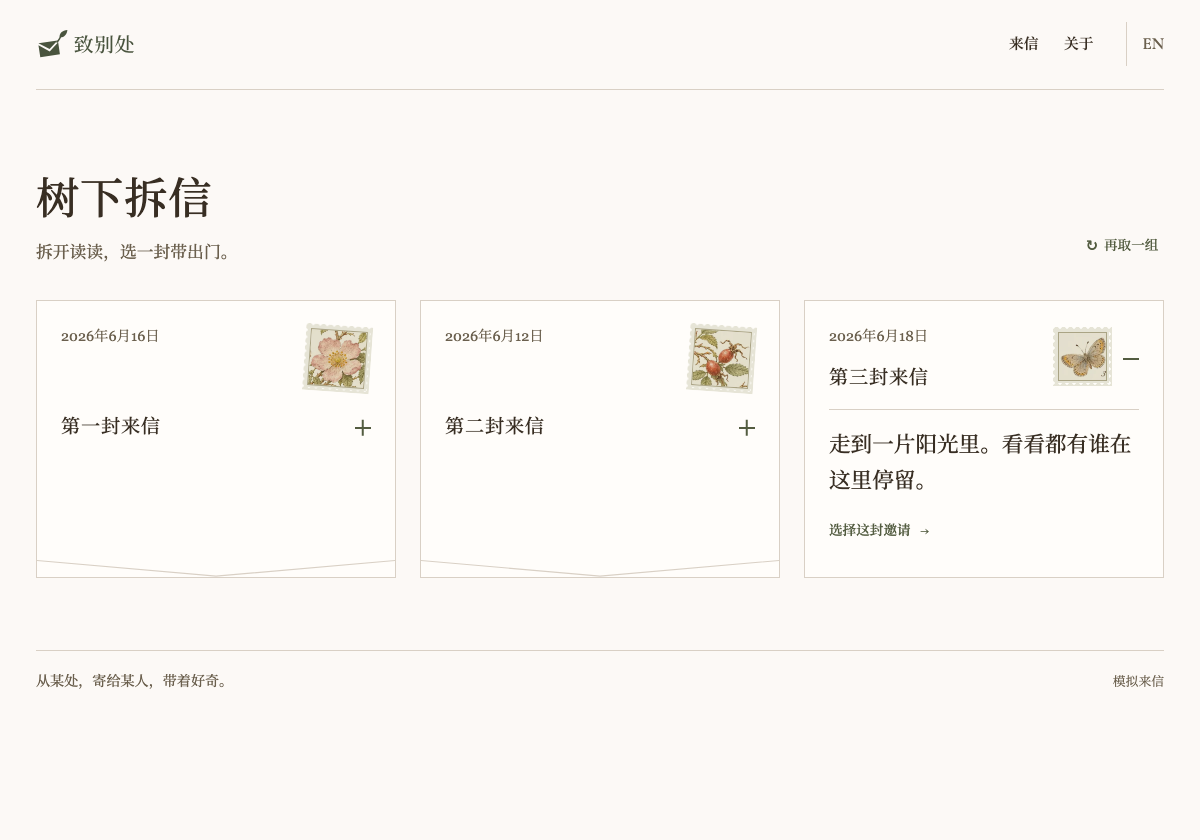 致别处
来信
关于
EN
树下拆信
拆开读读，选一封带出门。
↻ 再取一组
2026年6月16日
第一封来信
2026年6月12日
第二封来信
2026年6月18日
第三封来信
走到一片阳光里。看看都有谁在
这里停留。
选择这封邀请 →
从某处，寄给某人，带着好奇。
模拟来信